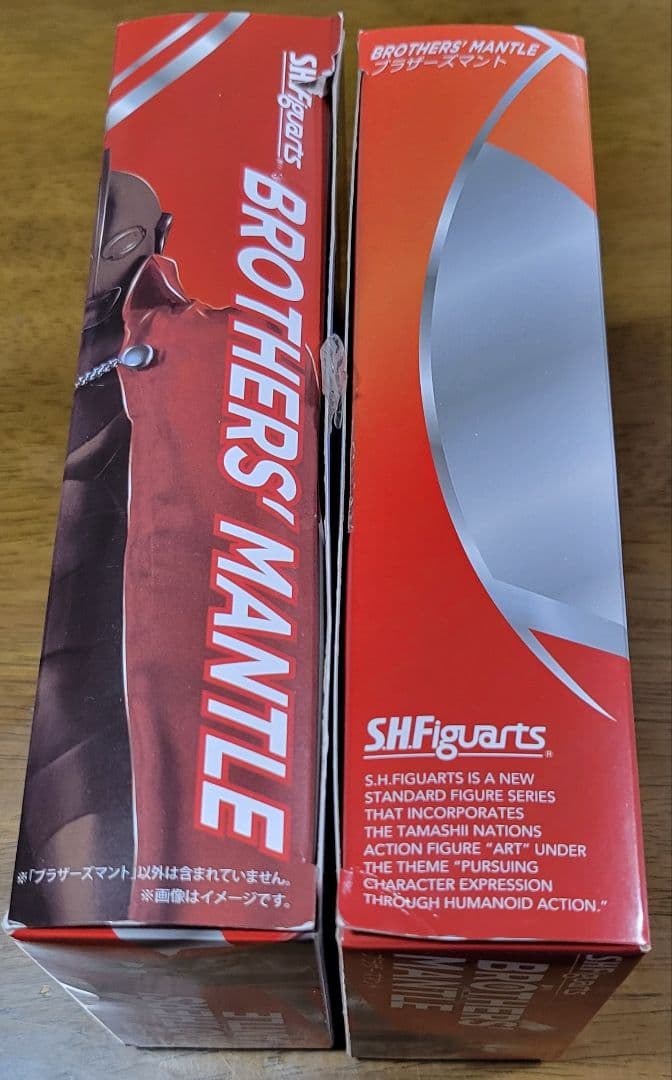 S.H.Figuarts
BROTHERS' MANTLE
※「ブラザーズマント」以外は含まれていません。
※画像はイメージです。
BROTHERS' MANTLE
ブラザーズマント
S.H.Figuarts
®
S.H.FIGUARTS IS A NEW
STANDARD FIGURE SERIES
THAT INCORPORATES
THE TAMASHII NATIONS
ACTION FIGURE "ART" UNDER
THE THEME "PURSUING
CHARACTER EXPRESSION
THROUGH HUMANOID ACTION."
S.H.Figuarts
BROTHERS'
MANTLE